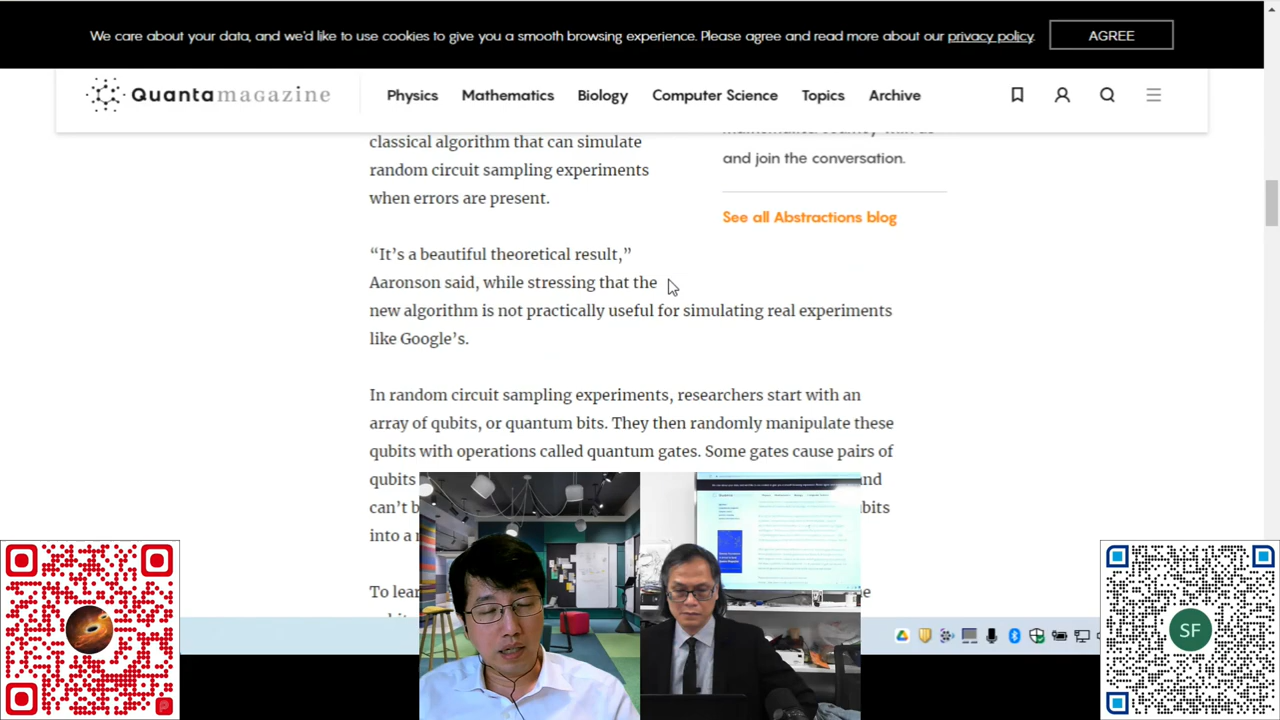 We care about your data, and we'd like to use cookies to give you a smooth browsing experience. Please agree and read more about our privacy policy.
AGREE
Quantamagazine
Physics
Mathematics
Biology
Computer Science
Topics
Archive
classical algorithm that can simulate
random circuit sampling experiments
when errors are present.
and join the conversation.
See all Abstractions blog
“It’s a beautiful theoretical result,”
Aaronson said, while stressing that the
new algorithm is not practically useful for simulating real experiments
like Google’s.
In random circuit sampling experiments, researchers start with an
array of qubits, or quantum bits. They then randomly manipulate these
qubits with operations called quantum gates. Some gates cause pairs of
qubits
can’t b
into a
To lear
SF